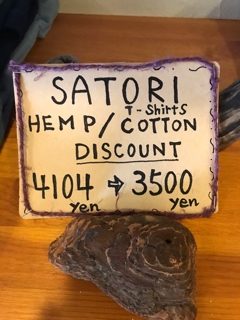 SATORI
T-Shirts
HEMP/COTTON
DISCOUNT
4104 ⇒ 3500
yen yen